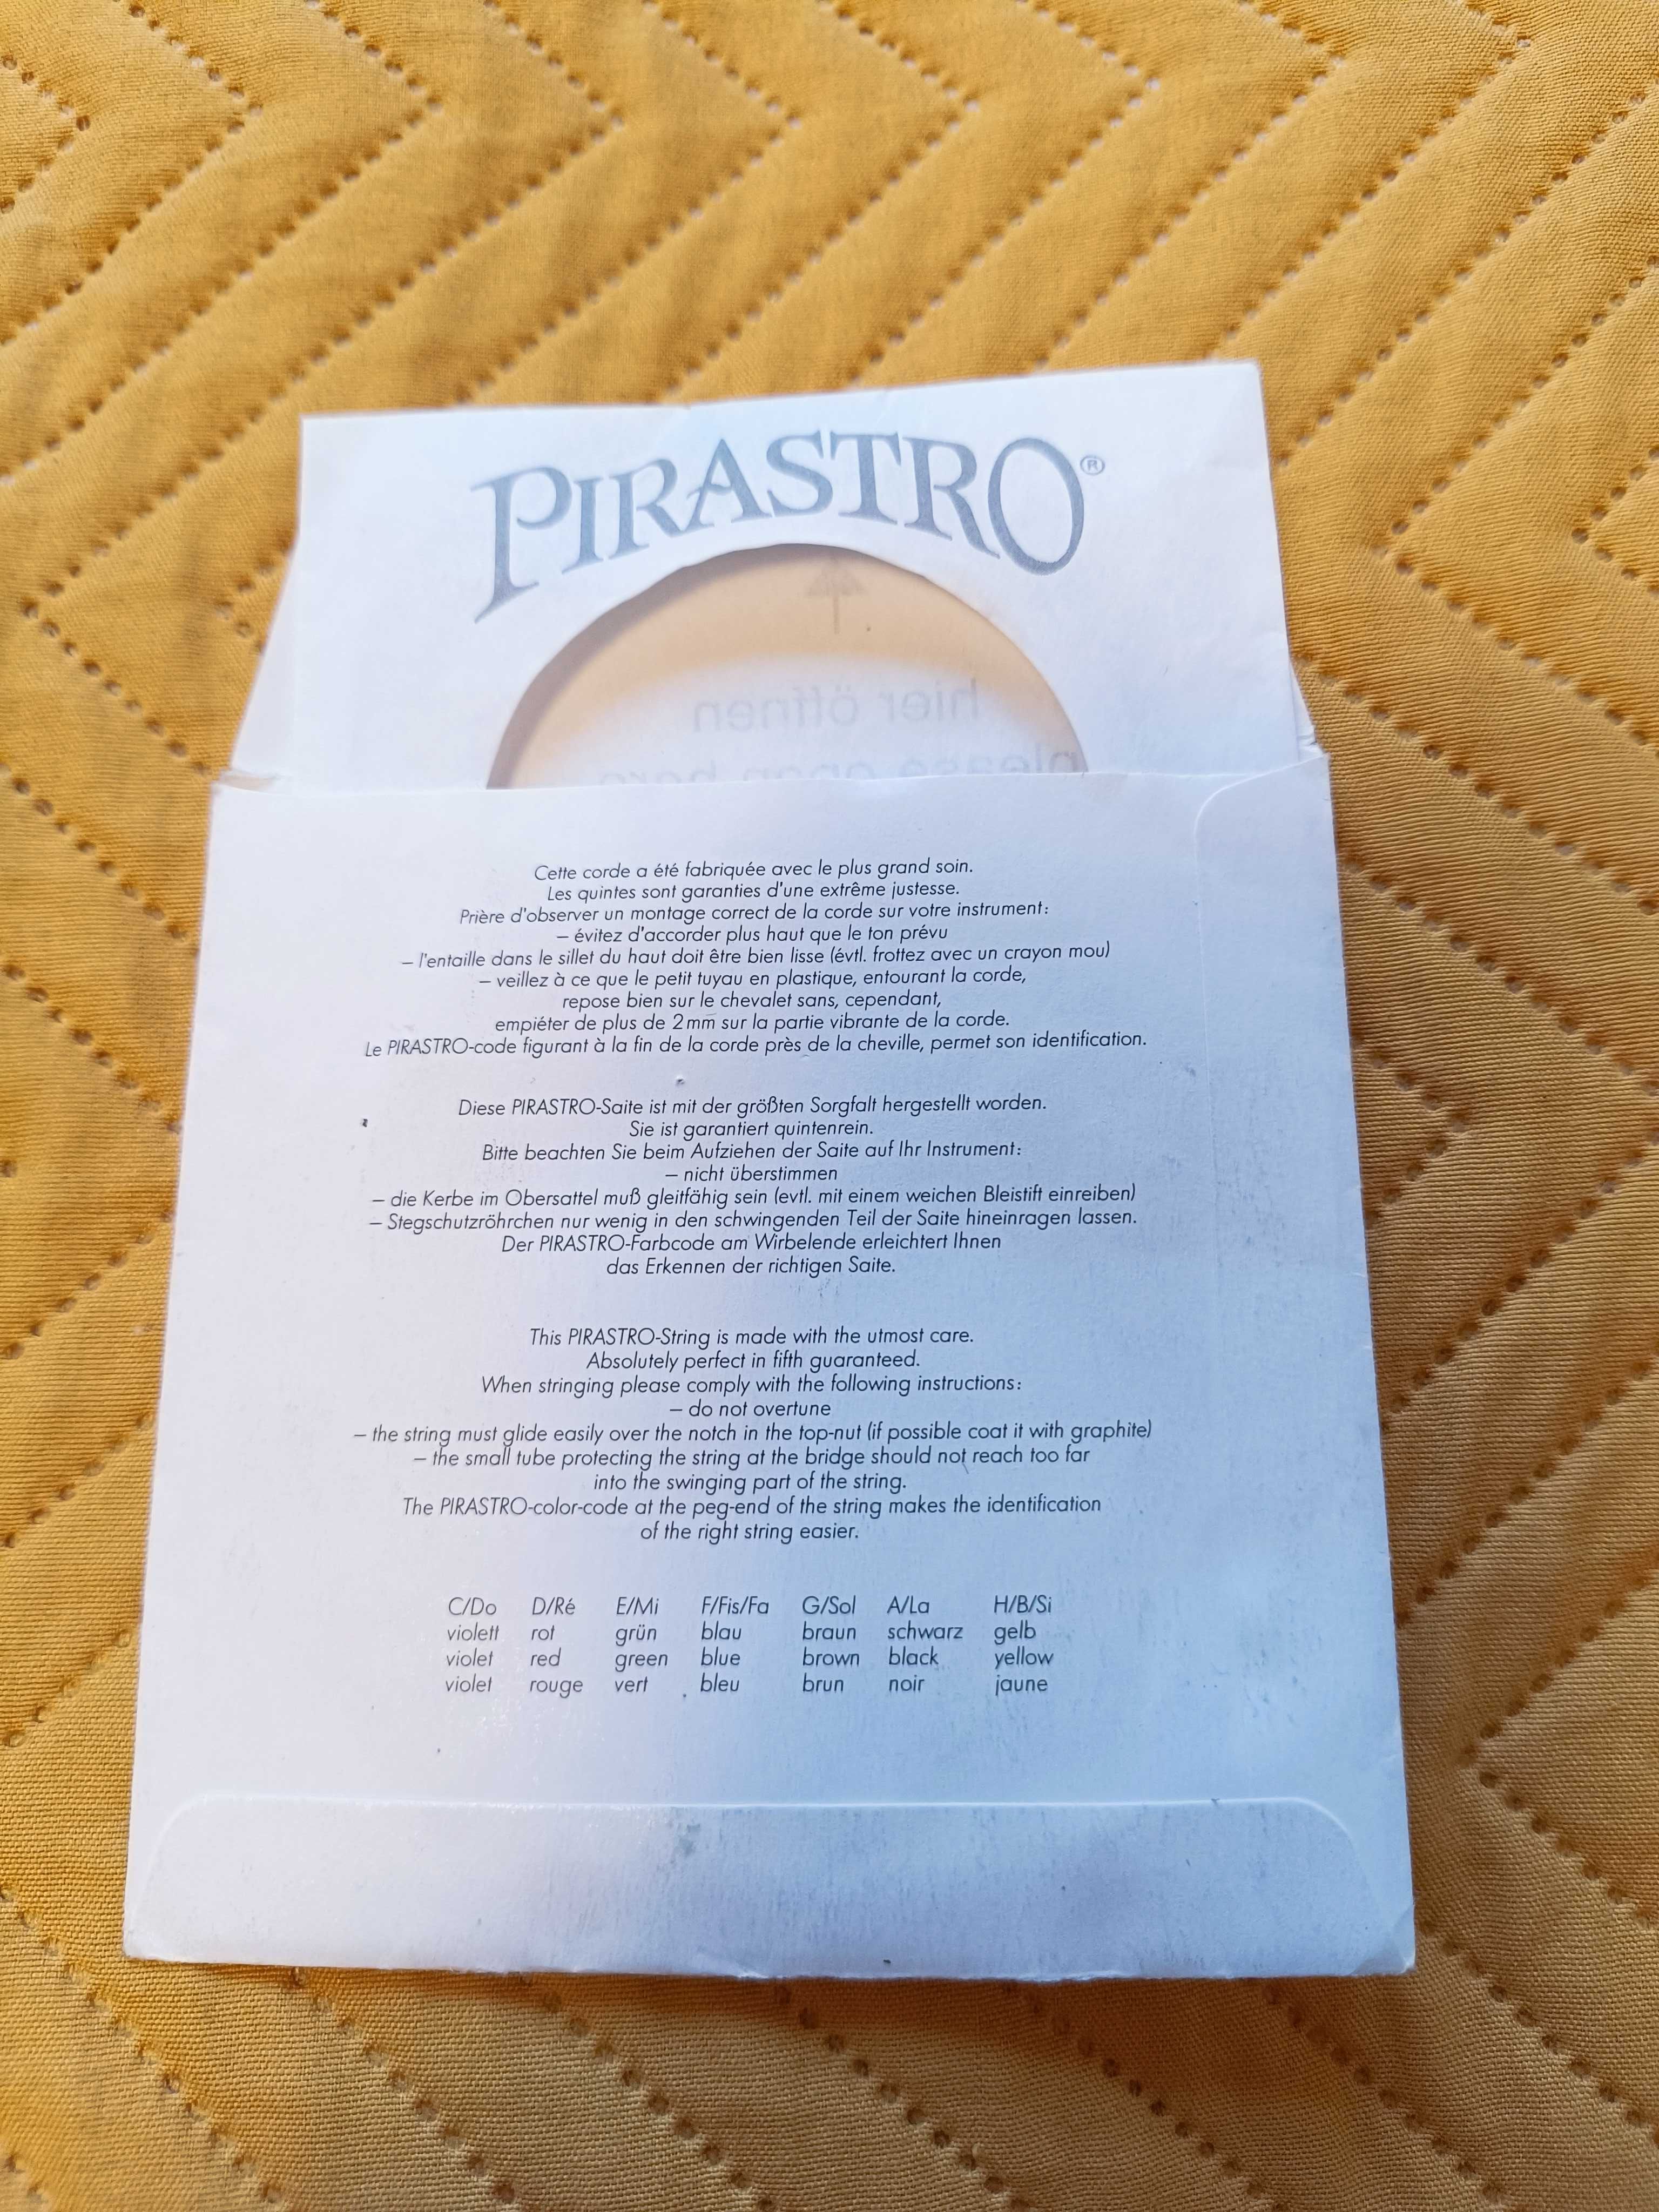 PIRASTRO®
hier öffnen
please open here
Cette corde a été fabriquée avec le plus grand soin.
Les quintes sont garanties d'une extrême justesse.
Prière d'observer un montage correct de la corde sur votre instrument:
– évitez d'accorder plus haut que le ton prévu
– l'entaille dans le sillet du haut doit être bien lisse (évtl. frottez avec un crayon mou)
– veillez à ce que le petit tuyau en plastique, entourant la corde,
repose bien sur le chevalet sans, cependant,
empiéter de plus de 2 mm sur la partie vibrante de la corde.
Le PIRASTRO-code figurant à la fin de la corde près de la cheville, permet son identification.
Diese PIRASTRO-Saite ist mit der größten Sorgfalt hergestellt worden.
Sie ist garantiert quintenrein.
Bitte beachten Sie beim Aufziehen der Saite auf Ihr Instrument:
– nicht überstimmen
– die Kerbe im Obersattel muß gleitfähig sein (evtl. mit einem weichen Bleistift einreiben)
– Stegschutzröhrchen nur wenig in den schwingenden Teil der Saite hineinragen lassen.
Der PIRASTRO-Farbcode am Wirbelende erleichtert Ihnen
das Erkennen der richtigen Saite.
This PIRASTRO-String is made with the utmost care.
Absolutely perfect in fifth guaranteed.
When stringing please comply with the following instructions:
– do not overtune
– the string must glide easily over the notch in the top-nut (if possible coat it with graphite)
– the small tube protecting the string at the bridge should not reach too far
into the swinging part of the string.
The PIRASTRO-color-code at the peg-end of the string makes the identification
of the right string easier.
C/Do D/Ré E/Mi F/Fis/Fa G/Sol A/La H/B/Si
violett rot grün blau braun schwarz gelb
violet red green blue brown black yellow
violet rouge vert bleu brun noir jaune